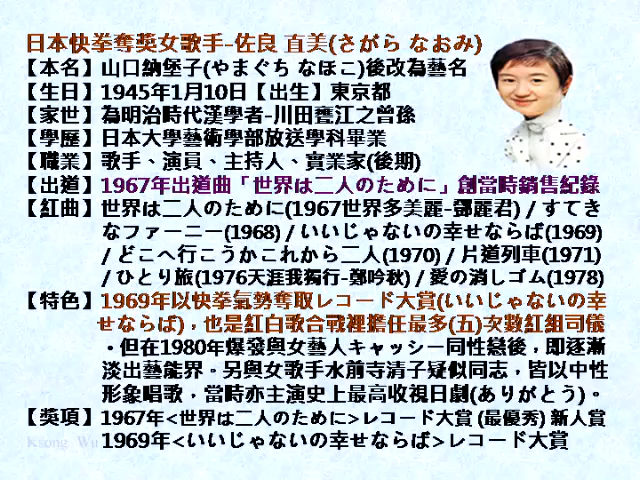 日本快拳奪獎女歌手-佐良 直美(さがら なおみ)
【本名】山口納堡子(やまぐち なほこ)後改為藝名
【生日】1945年1月10日【出生】東京都
【家世】為明治時代漢學者-川田甕江之曾孫
【學歷】日本大學藝術學部放送學科畢業
【職業】歌手、演員、主持人、實業家(後期)
【出道】1967年出道曲「世界は二人のために」創當時銷售紀錄
【紅曲】世界は二人のために(1967世界多美麗-鄧麗君) / すてき
なファーニー(1968) / いいじゃないの幸せならば(1969)
/ どこへ行こうかこれから二人(1970) / 片道列車(1971)
/ ひとり旅(1976天涯我獨行-鄭吟秋) / 愛の消しゴム(1978)
【特色】1969年以快拳氣勢奪取レコード大賞(いいじゃないの幸
せならば)，也是紅白歌合戰裡擔任最多(五)次數紅組司儀
。但在1980年爆發與女藝人キャッシー同性戀後，即逐漸
淡出藝能界。另與女歌手水前寺清子疑似同志，皆以中性
形象唱歌，當時亦主演史上最高收視日劇(ありがとう)。
【獎項】1967年<世界は二人のために>レコード大賞 (最優秀) 新人賞
1969年<いいじゃないの幸せならば>レコード大賞
Ksong Wu